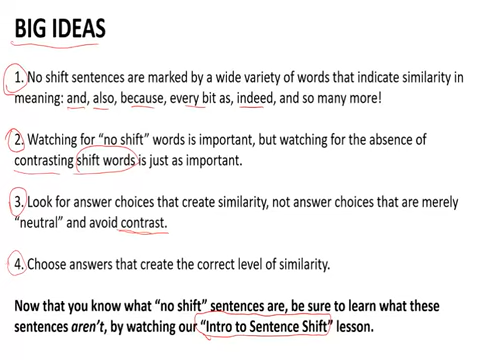 BIG IDEAS
1. No shift sentences are marked by a wide variety of words that indicate similarity in
meaning: and, also, because, every bit as, indeed, and so many more!
2. Watching for “no shift” words is important, but watching for the absence of
contrasting shift words is just as important.
3. Look for answer choices that create similarity, not answer choices that are merely
“neutral” and avoid contrast.
4. Choose answers that create the correct level of similarity.
Now that you know what “no shift” sentences are, be sure to learn what these
sentences aren’t, by watching our “Intro to Sentence Shift” lesson.